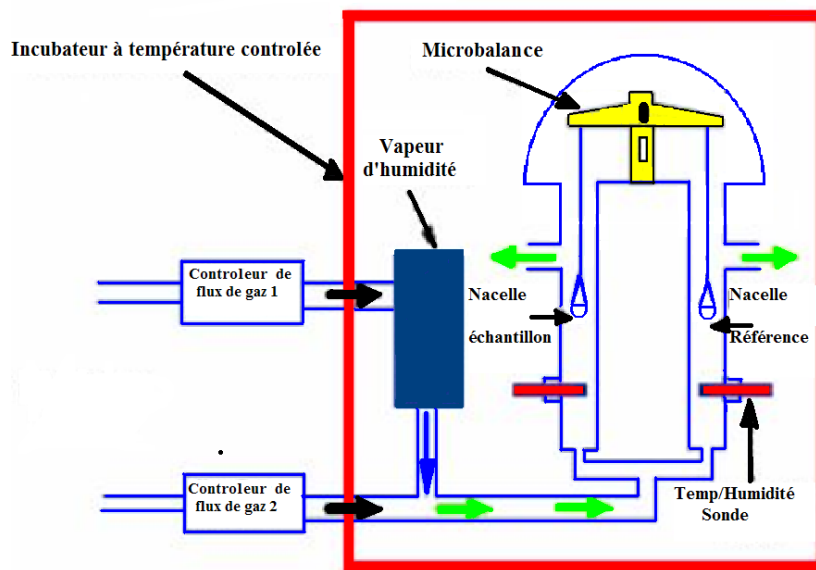 Incubateur à température controlée
Microbalance
Vapeur
d'humidité
Controleur de
flux de gaz 1
Nacelle
échantillon
Nacelle
Référence
Controleur de
flux de gaz 2
Temp/Humidité
Sonde